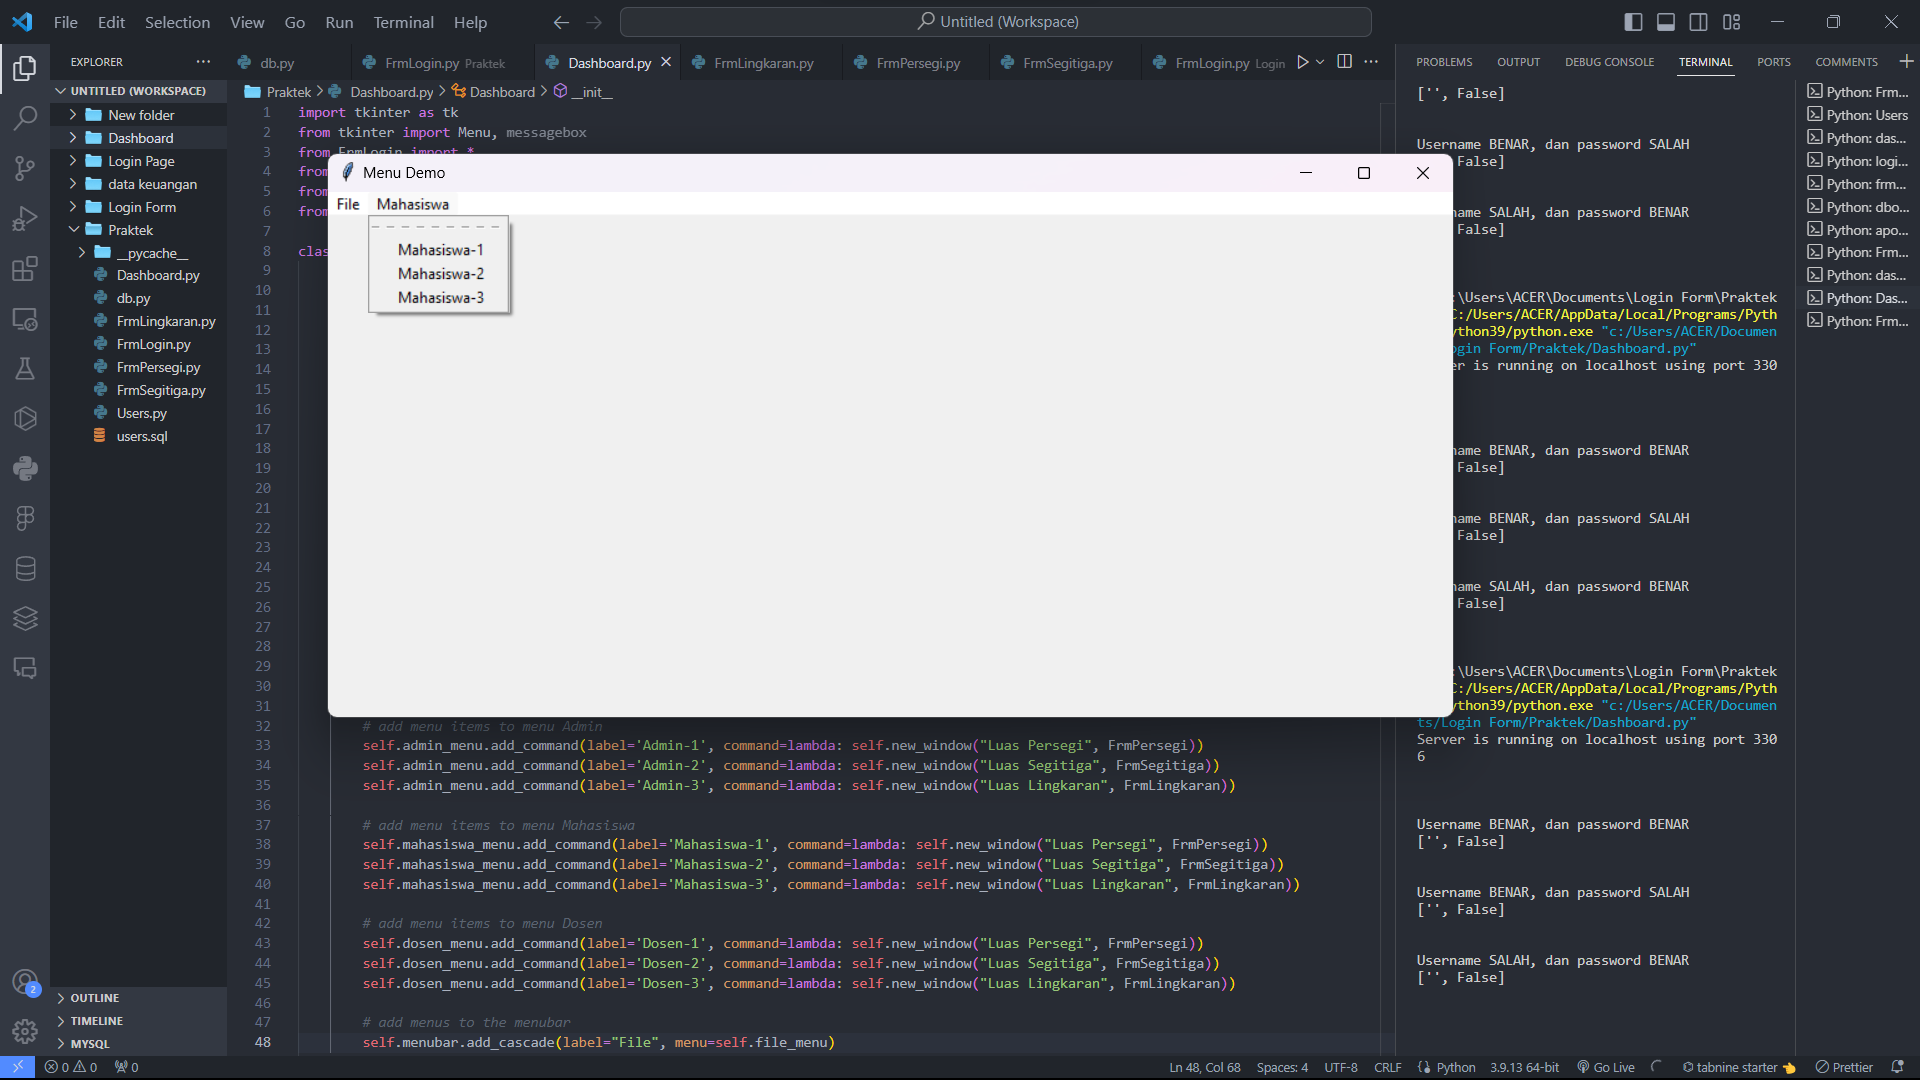 File Edit Selection View Go Run Terminal Help
Untitled (Workspace)
EXPLORER
UNTITLED (WORKSPACE)
New folder
Dashboard
Login Page
data keuangan
Login Form
Praktek
__pycache__
Dashboard.py
db.py
FrmLingkaran.py
FrmLogin.py
FrmPersegi.py
FrmSegitiga.py
Users.py
users.sql
OUTLINE
TIMELINE
MYSQL
2
db.py FrmLogin.py Praktek Dashboard.py FrmLingkaran.py FrmPersegi.py FrmSegitiga.py FrmLogin.py Login
Praktek > Dashboard.py > Dashboard > __init__
1 import tkinter as tk
2 from tkinter import Menu, messagebox
3 from FrmLogin import *
4 from
5 from
6 from
7
8 clas
9
10
11
12
13
14
15
16
17
18
19
20
21
22
23
24
25
26
27
28
29
30
31
32 # add menu items to menu Admin
33 self.admin_menu.add_command(label='Admin-1', command=lambda: self.new_window("Luas Persegi", FrmPersegi))
34 self.admin_menu.add_command(label='Admin-2', command=lambda: self.new_window("Luas Segitiga", FrmSegitiga))
35 self.admin_menu.add_command(label='Admin-3', command=lambda: self.new_window("Luas Lingkaran", FrmLingkaran))
36
37 # add menu items to menu Mahasiswa
38 self.mahasiswa_menu.add_command(label='Mahasiswa-1', command=lambda: self.new_window("Luas Persegi", FrmPersegi))
39 self.mahasiswa_menu.add_command(label='Mahasiswa-2', command=lambda: self.new_window("Luas Segitiga", FrmSegitiga))
40 self.mahasiswa_menu.add_command(label='Mahasiswa-3', command=lambda: self.new_window("Luas Lingkaran", FrmLingkaran))
41
42 # add menu items to menu Dosen
43 self.dosen_menu.add_command(label='Dosen-1', command=lambda: self.new_window("Luas Persegi", FrmPersegi))
44 self.dosen_menu.add_command(label='Dosen-2', command=lambda: self.new_window("Luas Segitiga", FrmSegitiga))
45 self.dosen_menu.add_command(label='Dosen-3', command=lambda: self.new_window("Luas Lingkaran", FrmLingkaran))
46
47 # add menus to the menubar
48 self.menubar.add_cascade(label="File", menu=self.file_menu)
Menu Demo
File Mahasiswa
Mahasiswa-1
Mahasiswa-2
Mahasiswa-3
PROBLEMS OUTPUT DEBUG CONSOLE TERMINAL PORTS COMMENTS
['', False]
Username BENAR, dan password SALAH
False]
name SALAH, dan password BENAR
False]
:\Users\ACER\Documents\Login Form\Praktek
C:/Users/ACER/AppData/Local/Programs/Pyth
ython39/python.exe "c:/Users/ACER/Documen
ogin Form/Praktek/Dashboard.py"
er is running on localhost using port 330
name BENAR, dan password BENAR
False]
name BENAR, dan password SALAH
False]
name SALAH, dan password BENAR
False]
:\Users\ACER\Documents\Login Form\Praktek
C:/Users/ACER/AppData/Local/Programs/Pyth
ython39/python.exe "c:/Users/ACER/Documen
ts/Login Form/Praktek/Dashboard.py"
Server is running on localhost using port 330
6
Username BENAR, dan password BENAR
['', False]
Username BENAR, dan password SALAH
['', False]
Username SALAH, dan password BENAR
['', False]
Python: Frm...
Python: Users
Python: das...
Python: logi...
Python: frm...
Python: dbo...
Python: apo...
Python: Frm...
Python: das...
Python: Das...
Python: Frm...
0 0 0 Ln 48, Col 68 Spaces: 4 UTF-8 CRLF Python 3.9.13 64-bit Go Live tabnine starter Prettier